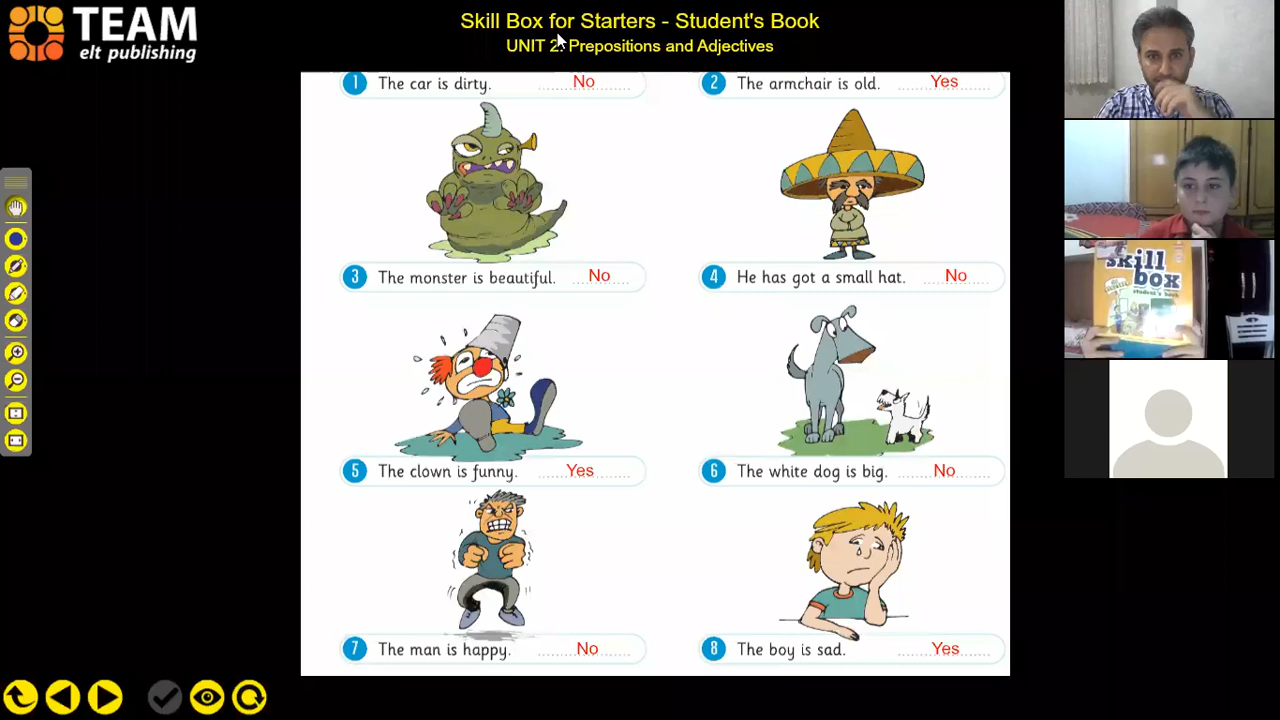 TEAM
elt publishing
Skill Box for Starters - Student's Book
UNIT 2: Prepositions and Adjectives
1 The car is dirty. No
2 The armchair is old. Yes
3 The monster is beautiful. No
4 He has got a small hat. No
5 The clown is funny. Yes
6 The white dog is big. No
7 The man is happy. No
8 The boy is sad. Yes
skill
box
student's book